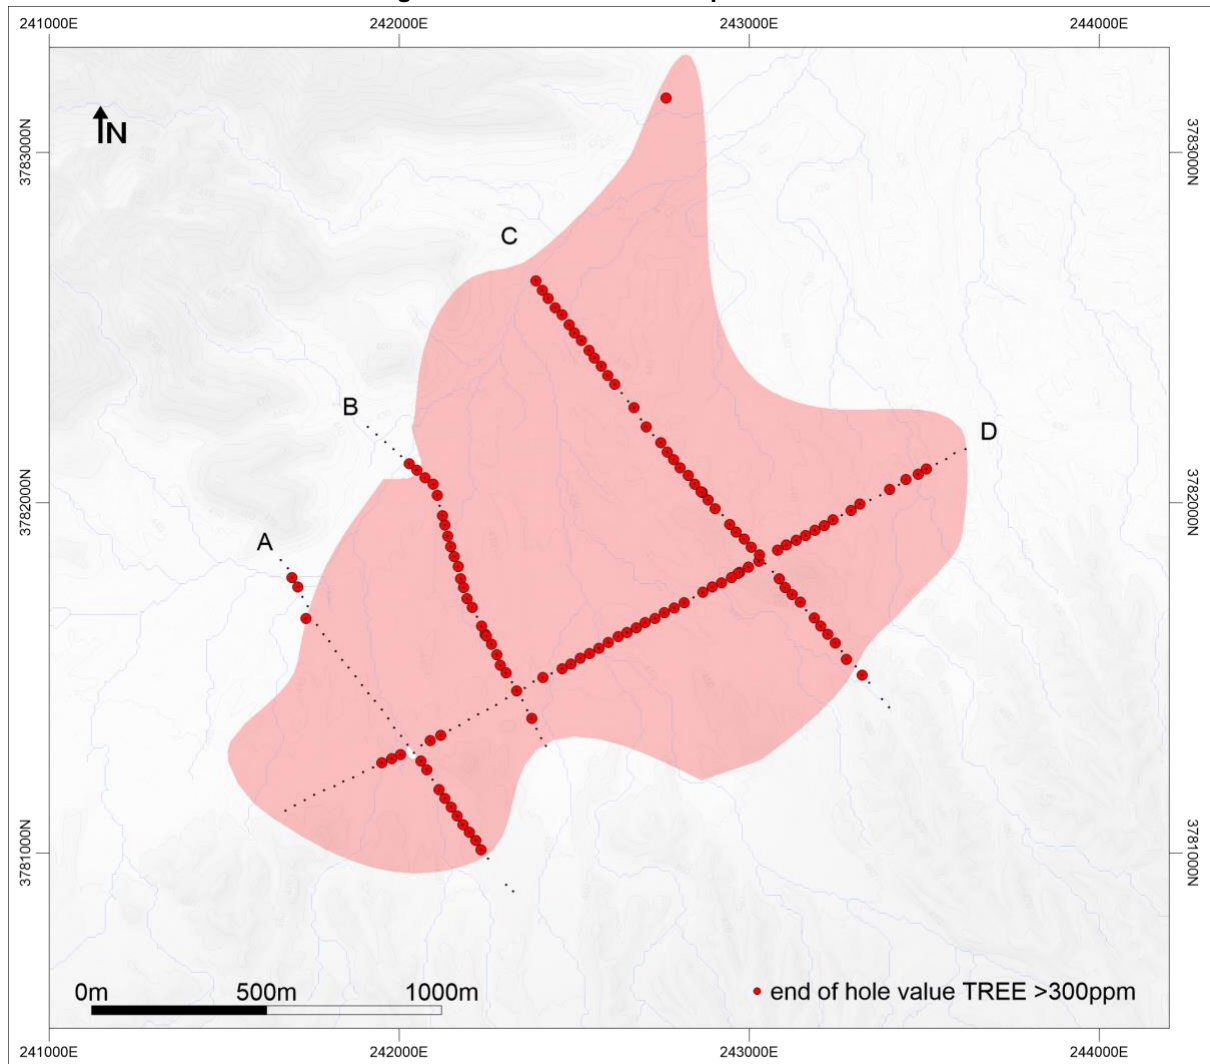 241000E 242000E 243000E 244000E
3783000N 3783000N
N
C
B
D
3782000N 3782000N
A
3781000N 3781000N
0m 500m 1000m
end of hole value TREE >300ppm
241000E 242000E 243000E 244000E